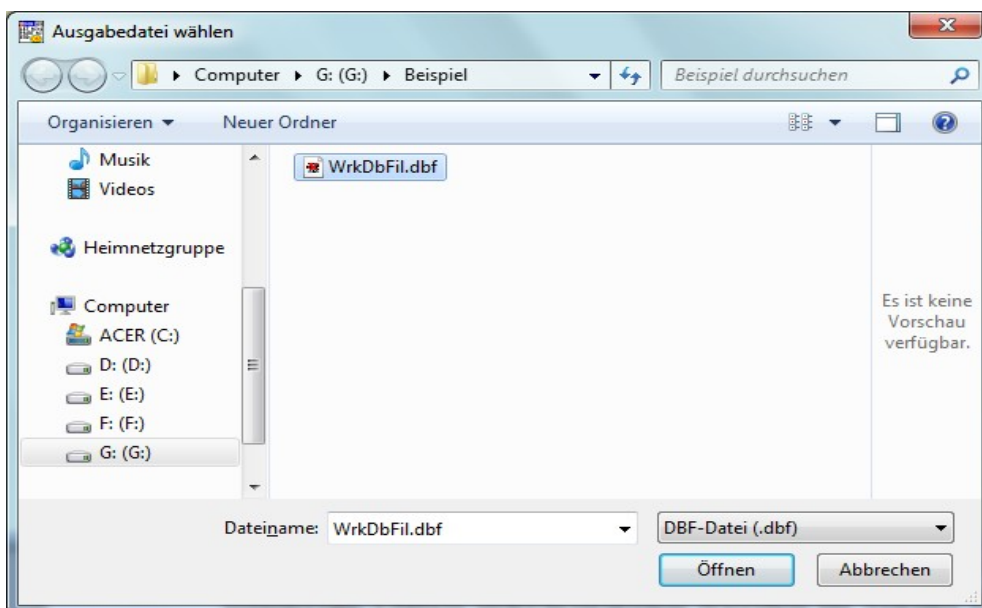 Ausgabedatei wählen
Computer G: (G:) Beispiel
Beispiel durchsuchen
Organisieren
Neuer Ordner
Musik
Videos
Heimnetzgruppe
Computer
ACER (C:)
D: (D:)
E: (E:)
F: (F:)
G: (G:)
WrkDbFil.dbf
Es ist keine
Vorschau
verfügbar.
Dateiname: WrkDbFil.dbf
DBF-Datei (.dbf)
Öffnen
Abbrechen